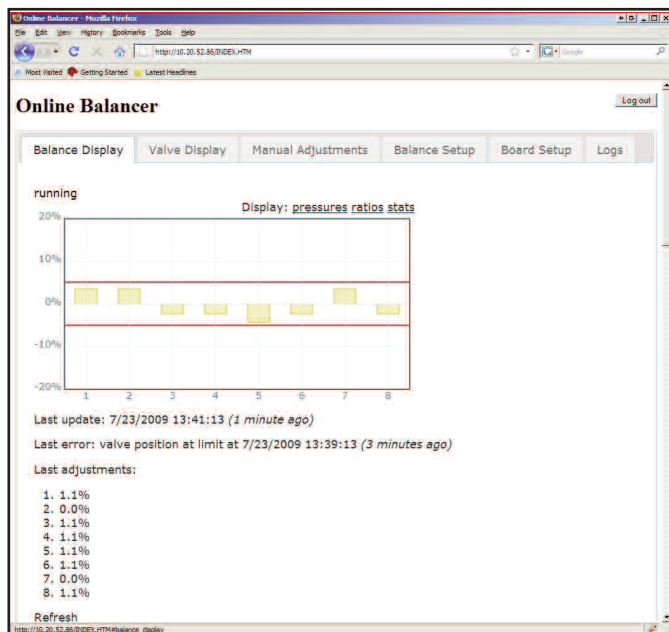 Online Balancer - Mozilla Firefox
File Edit View History Bookmarks Tools Help
http://10.20.52.86/INDEX.HTM
Google
Most Visited Getting Started Latest Headlines
Online Balancer
Log out
Balance Display Valve Display Manual Adjustments Balance Setup Board Setup Logs
running
Display: pressures ratios stats
20%
10%
0%
-10%
-20%
1 2 3 4 5 6 7 8
Last update: 7/23/2009 13:41:13 (1 minute ago)
Last error: valve position at limit at 7/23/2009 13:39:13 (3 minutes ago)
Last adjustments:
1. 1.1%
2. 0.0%
3. 1.1%
4. 1.1%
5. 1.1%
6. 1.1%
7. 0.0%
8. 1.1%
Refresh
http://10.20.52.86/INDEX.HTM#balance_display